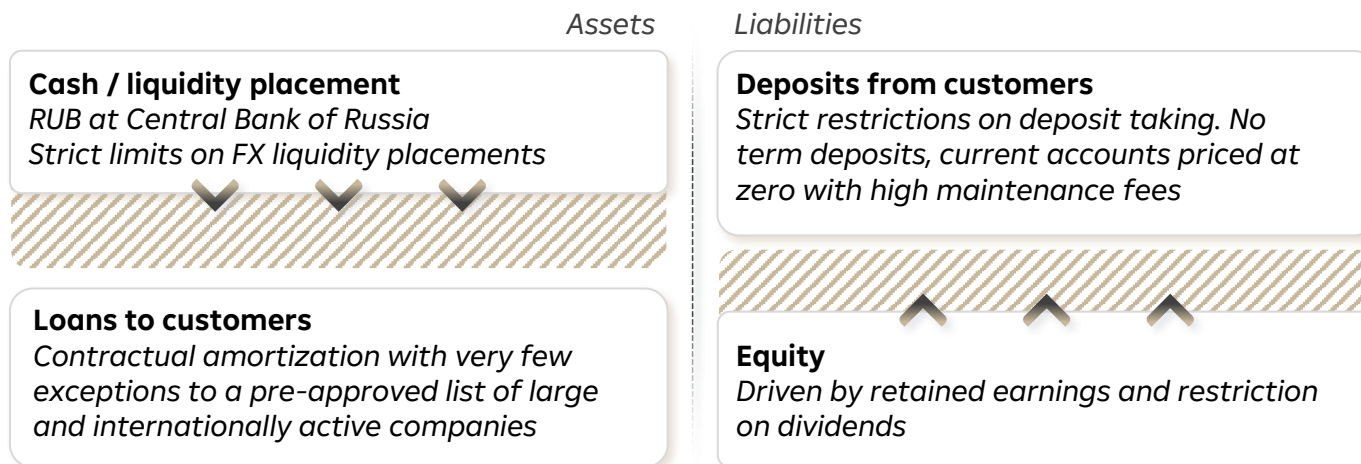 Assets
Cash / liquidity placement
RUB at Central Bank of Russia
Strict limits on FX liquidity placements
Loans to customers
Contractual amortization with very few
exceptions to a pre-approved list of large
and internationally active companies
Liabilities
Deposits from customers
Strict restrictions on deposit taking. No
term deposits, current accounts priced at
zero with high maintenance fees
Equity
Driven by retained earnings and restriction
on dividends